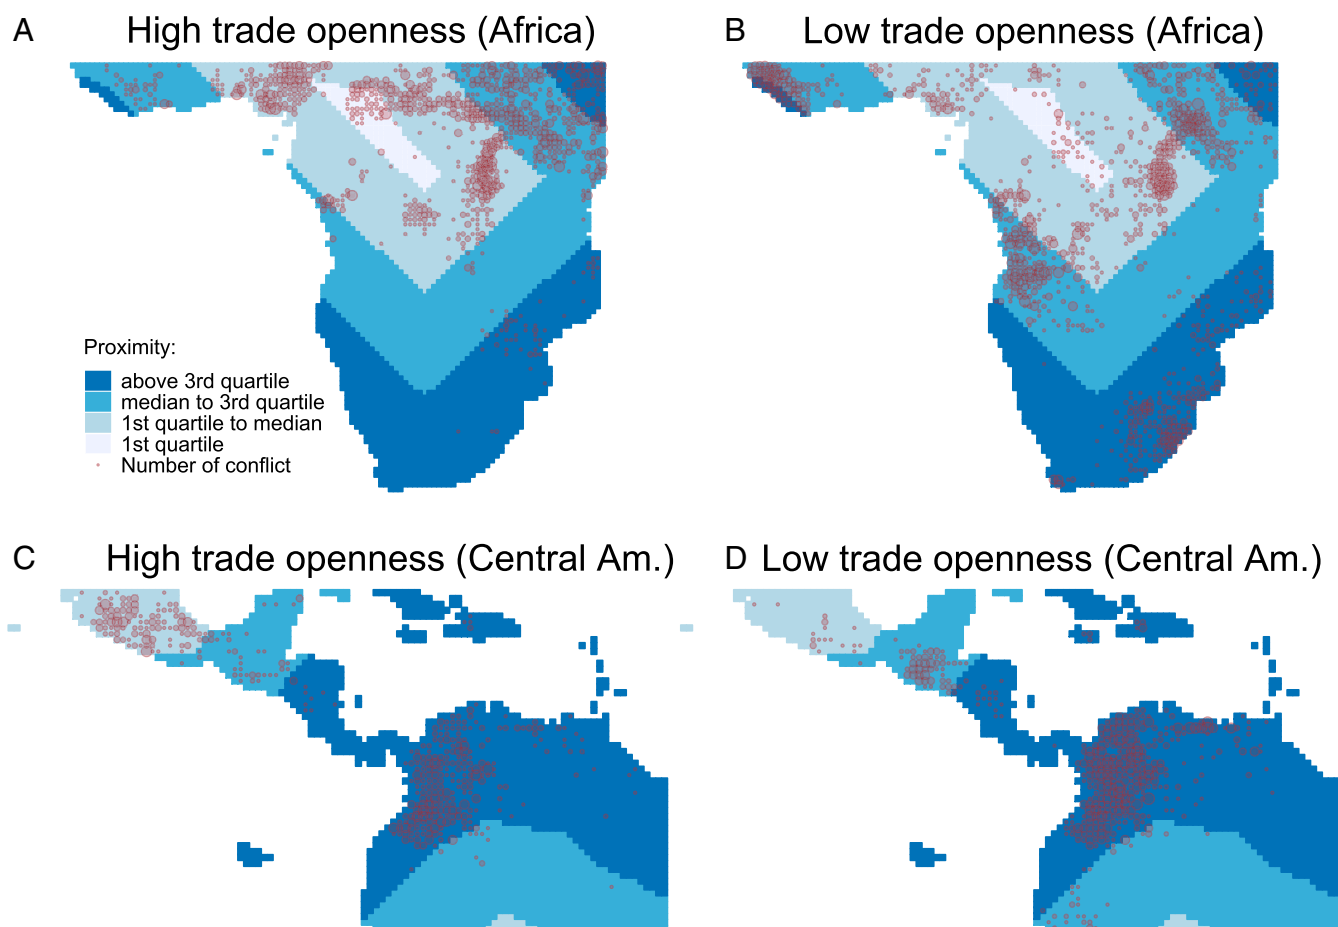 A High trade openness (Africa)
B Low trade openness (Africa)
Proximity:
above 3rd quartile
median to 3rd quartile
1st quartile to median
1st quartile
Number of conflict
C High trade openness (Central Am.)
D Low trade openness (Central Am.)